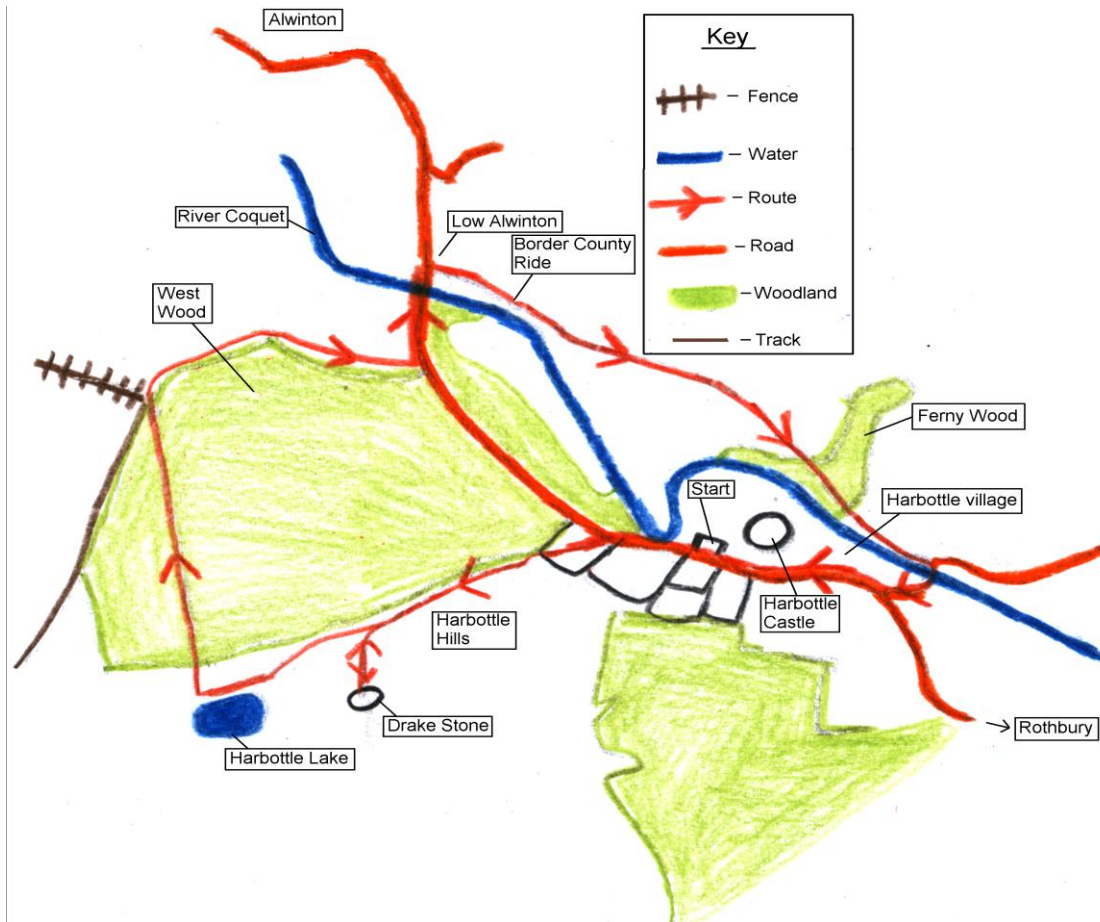 Alwinton
Key
– Fence
– Water
– Route
– Road
– Woodland
– Track
River Coquet
Low Alwinton
Border County
Ride
West
Wood
Ferny Wood
Start
Harbottle village
Harbottle
Castle
Harbottle
Hills
Drake Stone
Harbottle Lake
Rothbury